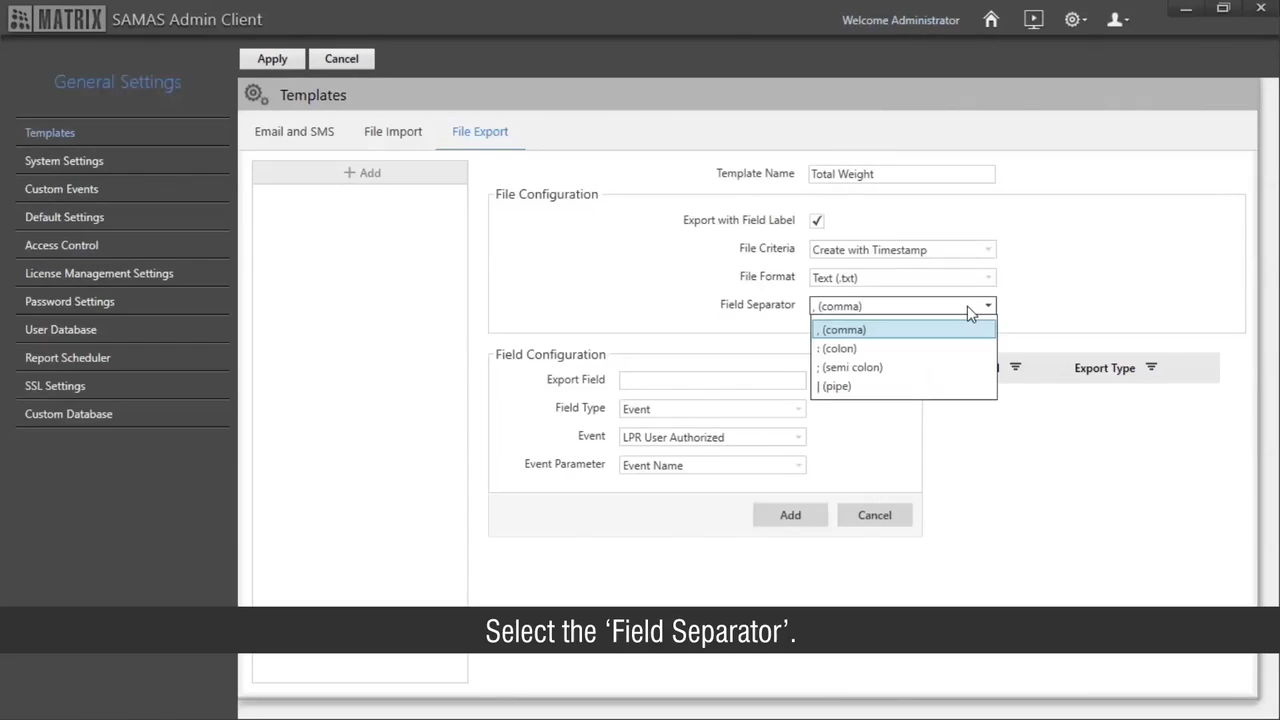 MATRIX SAMAS Admin Client
Welcome Administrator
Apply
Cancel
General Settings
Templates
System Settings
Custom Events
Default Settings
Access Control
License Management Settings
Password Settings
User Database
Report Scheduler
SSL Settings
Custom Database
Templates
Email and SMS
File Import
File Export
+ Add
Template Name
Total Weight
File Configuration
Export with Field Label
File Criteria
Create with Timestamp
File Format
Text (.txt)
Field Separator
, (comma)
, (comma)
: (colon)
; (semi colon)
| (pipe)
Field Configuration
Export Field
Field Type
Event
Event
LPR User Authorized
Event Parameter
Event Name
Add
Cancel
Export Type
Select the ‘Field Separator’.